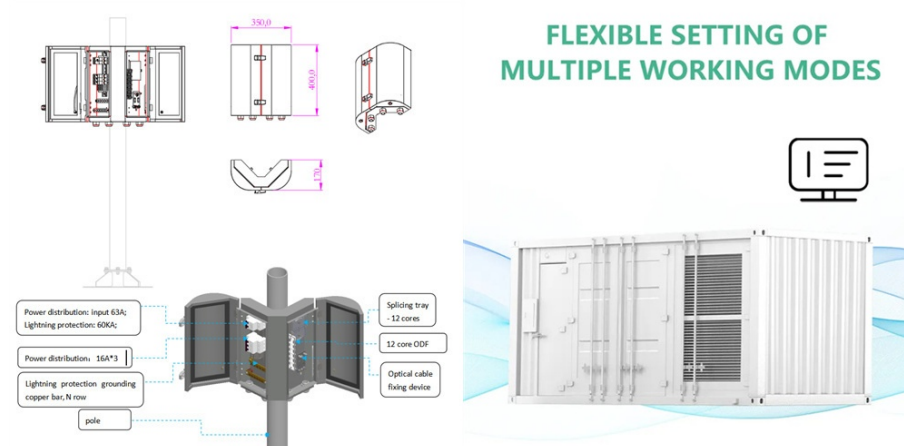 350,0
400,0
170
Power distribution: input 63A;
Lightning protection: 60KA;
Power distribution：16A*3
Lightning protection grounding
copper bar, N row
pole
Splicing tray
- 12 cores
12 core ODF
Optical cable
fixing device
FLEXIBLE SETTING OF
MULTIPLE WORKING MODES